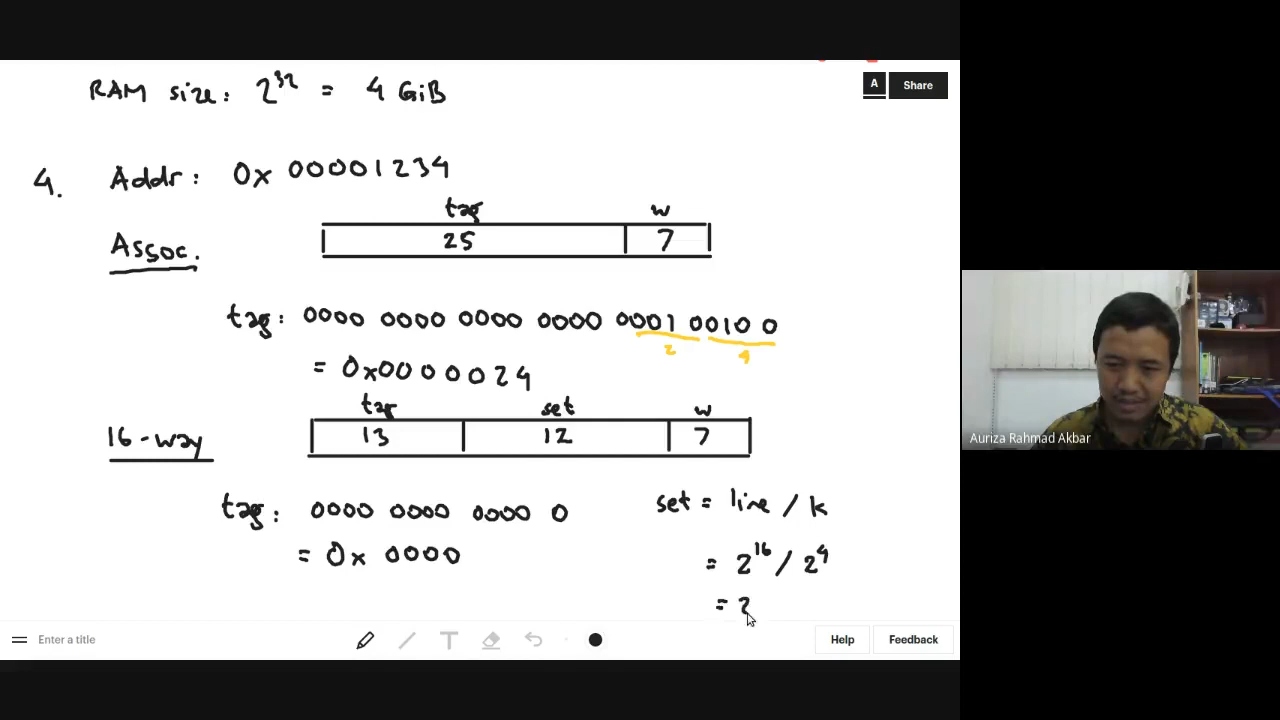 RAM size: 2^32 = 4 GiB
A Share
4. Addr: 0x 00001234
tag w
Assoc. 25 7
tag: 0000 0000 0000 0000 0001 0010 0
2 4
= 0x0000024
tag set w
16-way 13 12 7
tag: 0000 0000 0000 0
= 0x 0000
set = line / k
= 2^16 / 2^4
= 2
Auriza Rahmad Akbar
Enter a title
T
Help
Feedback